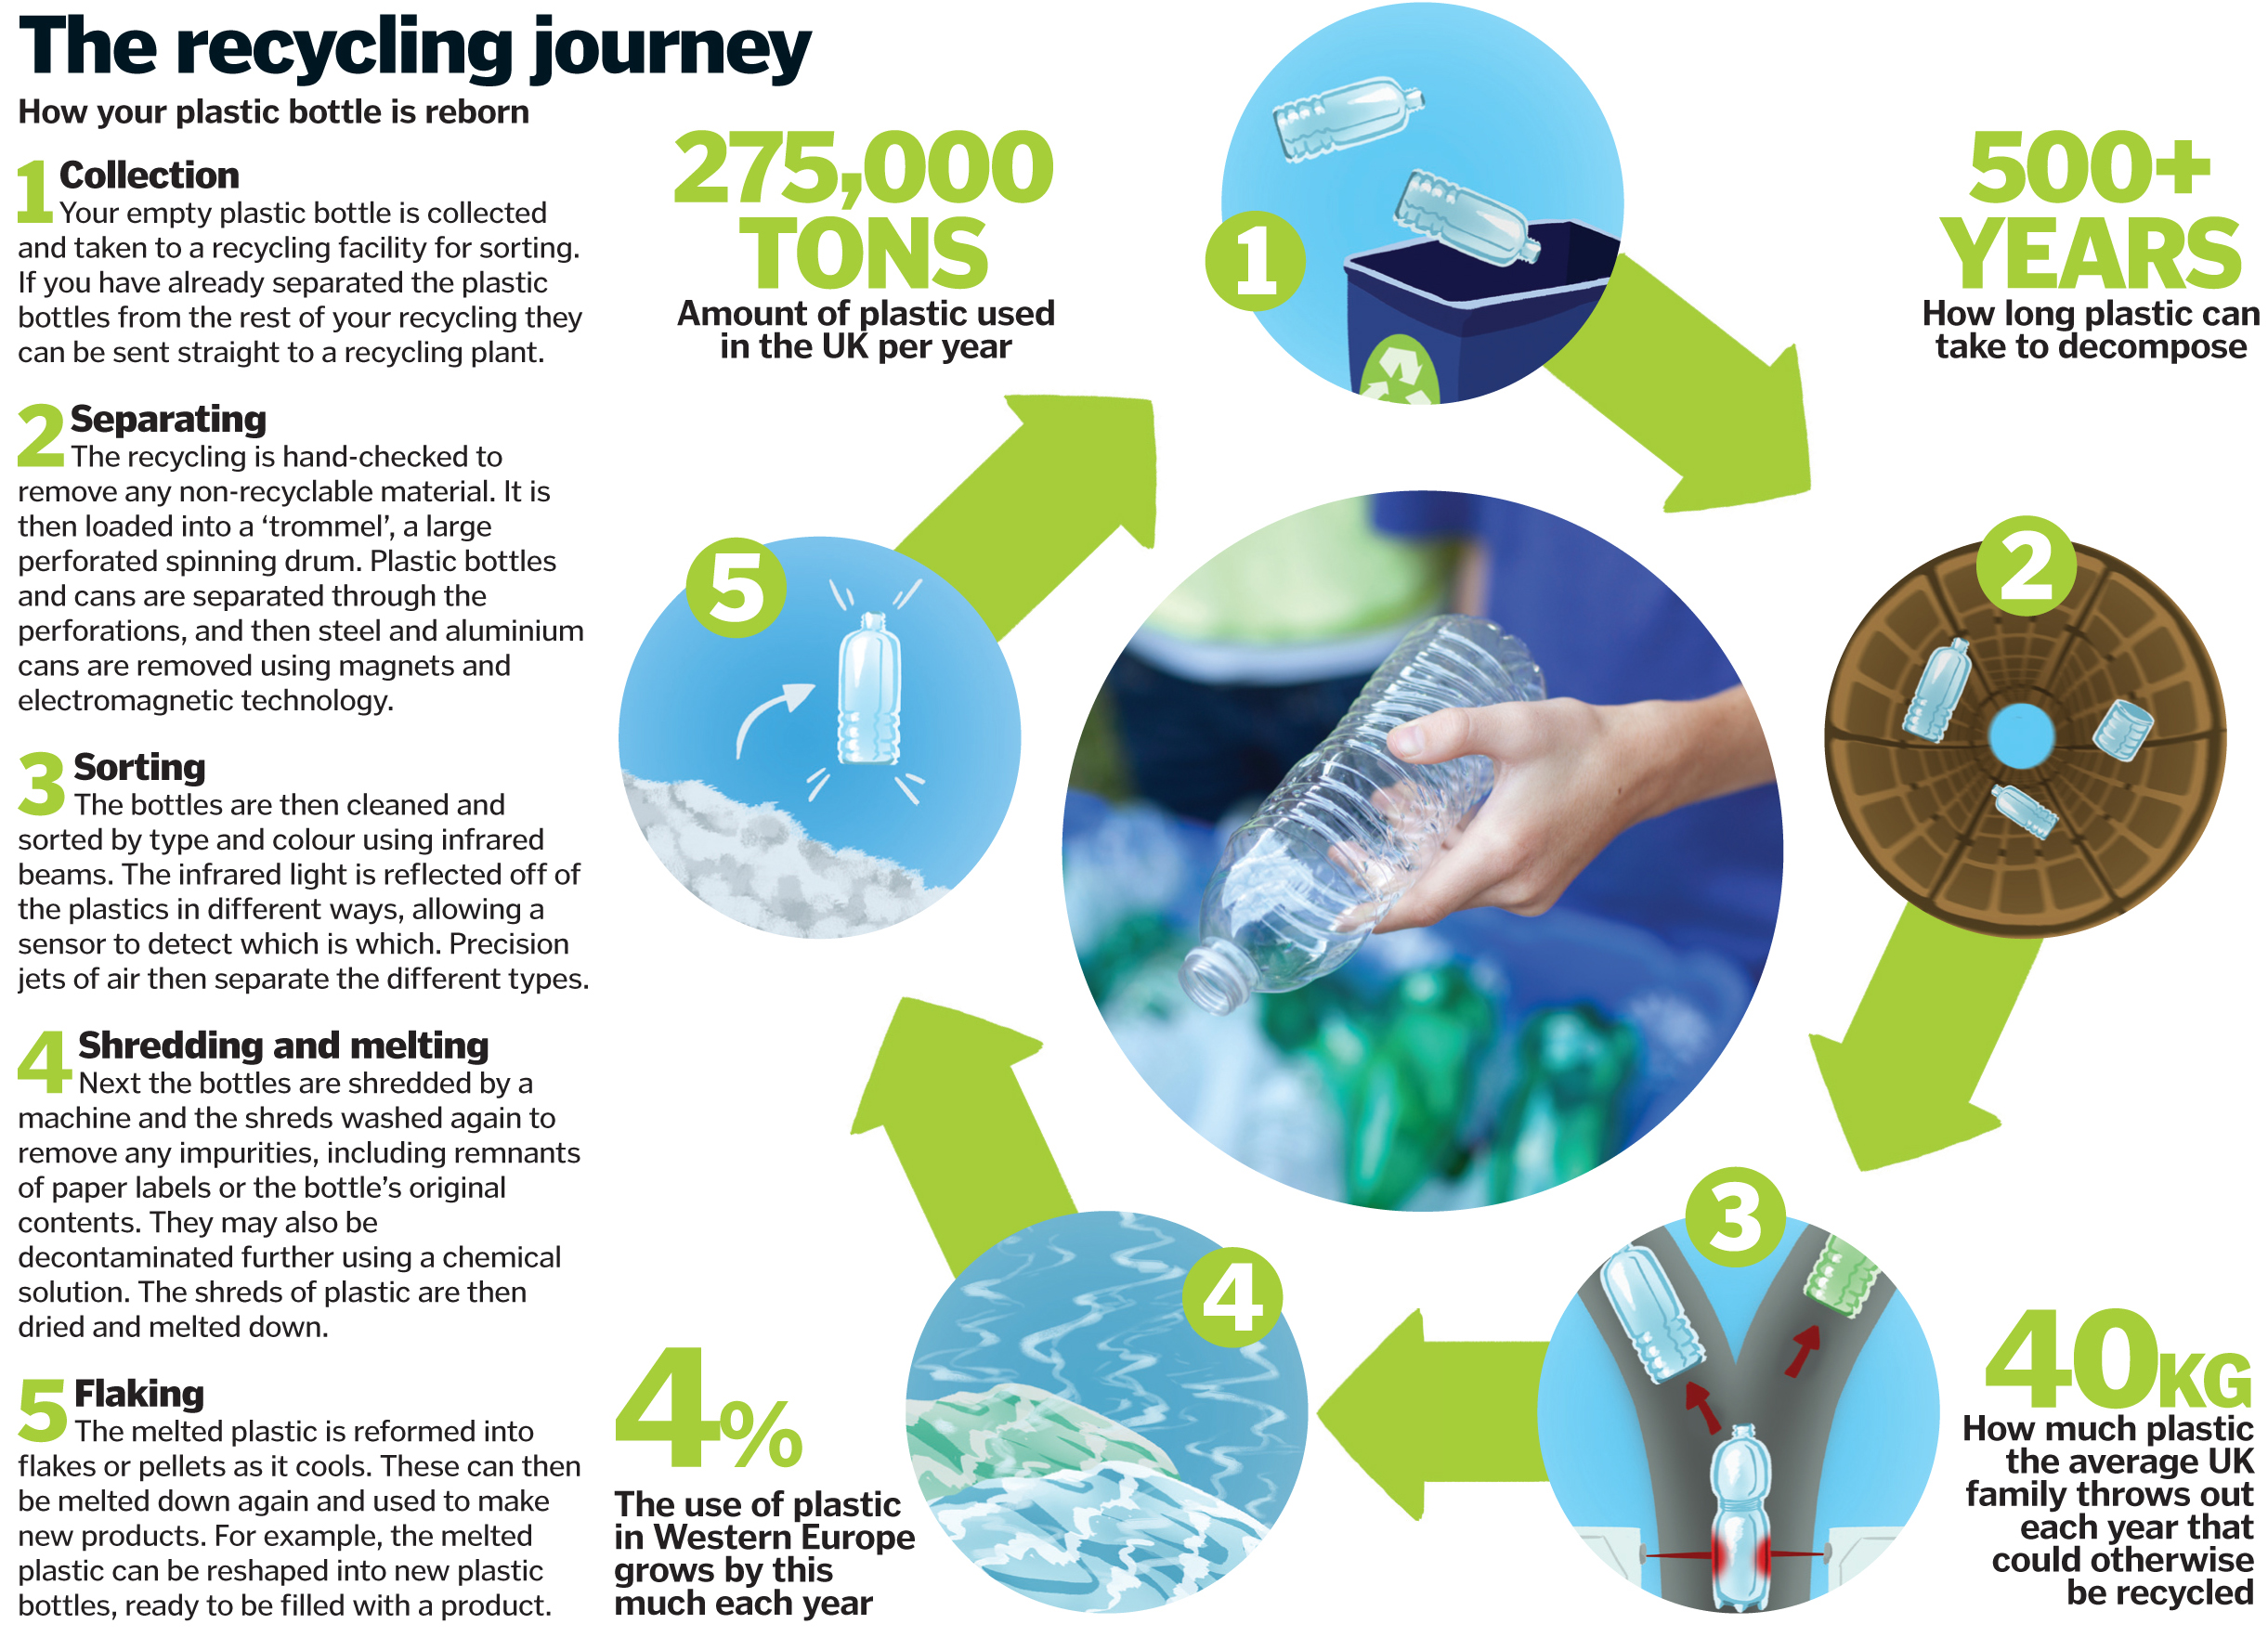 The recycling journey
How your plastic bottle is reborn
1 Collection
Your empty plastic bottle is collected
and taken to a recycling facility for sorting.
If you have already separated the plastic
bottles from the rest of your recycling they
can be sent straight to a recycling plant.
2 Separating
The recycling is hand-checked to
remove any non-recyclable material. It is
then loaded into a ‘trommel’, a large
perforated spinning drum. Plastic bottles
and cans are separated through the
perforations, and then steel and aluminium
cans are removed using magnets and
electromagnetic technology.
3 Sorting
The bottles are then cleaned and
sorted by type and colour using infrared
beams. The infrared light is reflected off of
the plastics in different ways, allowing a
sensor to detect which is which. Precision
jets of air then separate the different types.
4 Shredding and melting
Next the bottles are shredded by a
machine and the shreds washed again to
remove any impurities, including remnants
of paper labels or the bottle’s original
contents. They may also be
decontaminated further using a chemical
solution. The shreds of plastic are then
dried and melted down.
5 Flaking
The melted plastic is reformed into
flakes or pellets as it cools. These can then
be melted down again and used to make
new products. For example, the melted
plastic can be reshaped into new plastic
bottles, ready to be filled with a product.
275,000
TONS
Amount of plastic used
in the UK per year
1
500+
YEARS
How long plastic can
take to decompose
2
3
40KG
How much plastic
the average UK
family throws out
each year that
could otherwise
be recycled
4
4%
The use of plastic
in Western Europe
grows by this
much each year
5